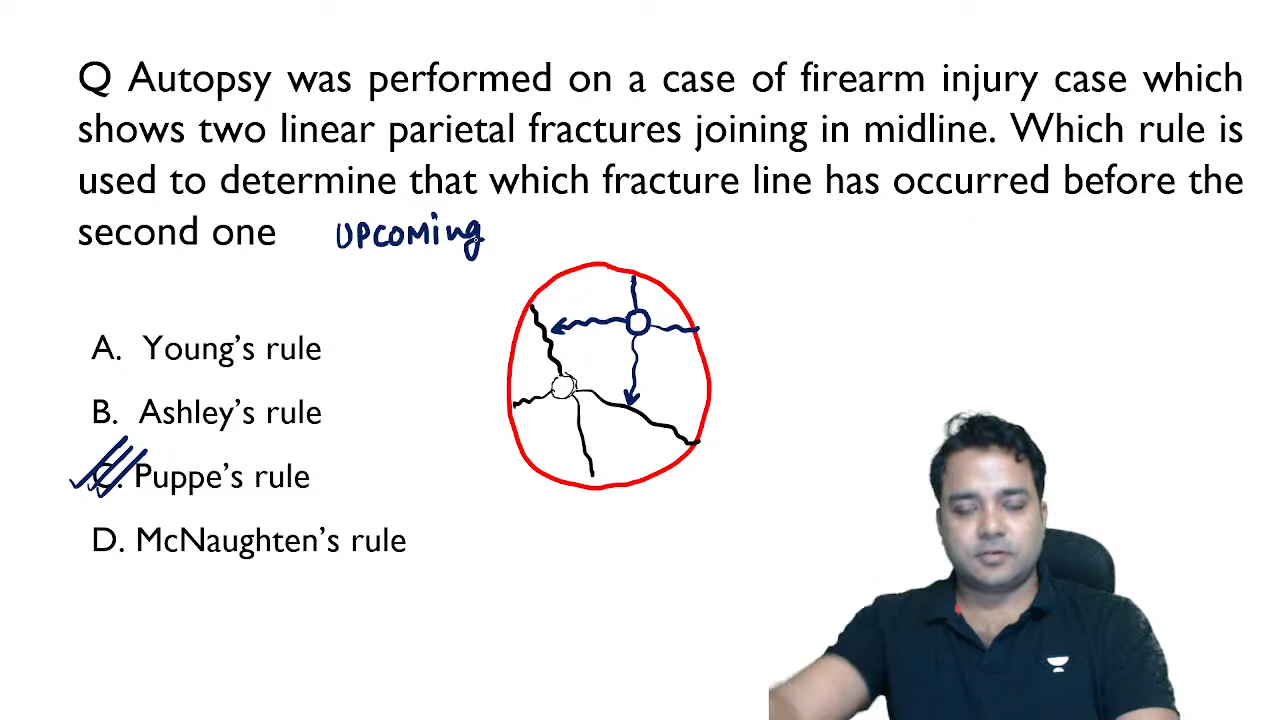 Q Autopsy was performed on a case of firearm injury case which
shows two linear parietal fractures joining in midline. Which rule is
used to determine that which fracture line has occurred before the
second one UPCOMING
A. Young's rule
B. Ashley's rule
C. Puppe's rule
D. McNaughten's rule